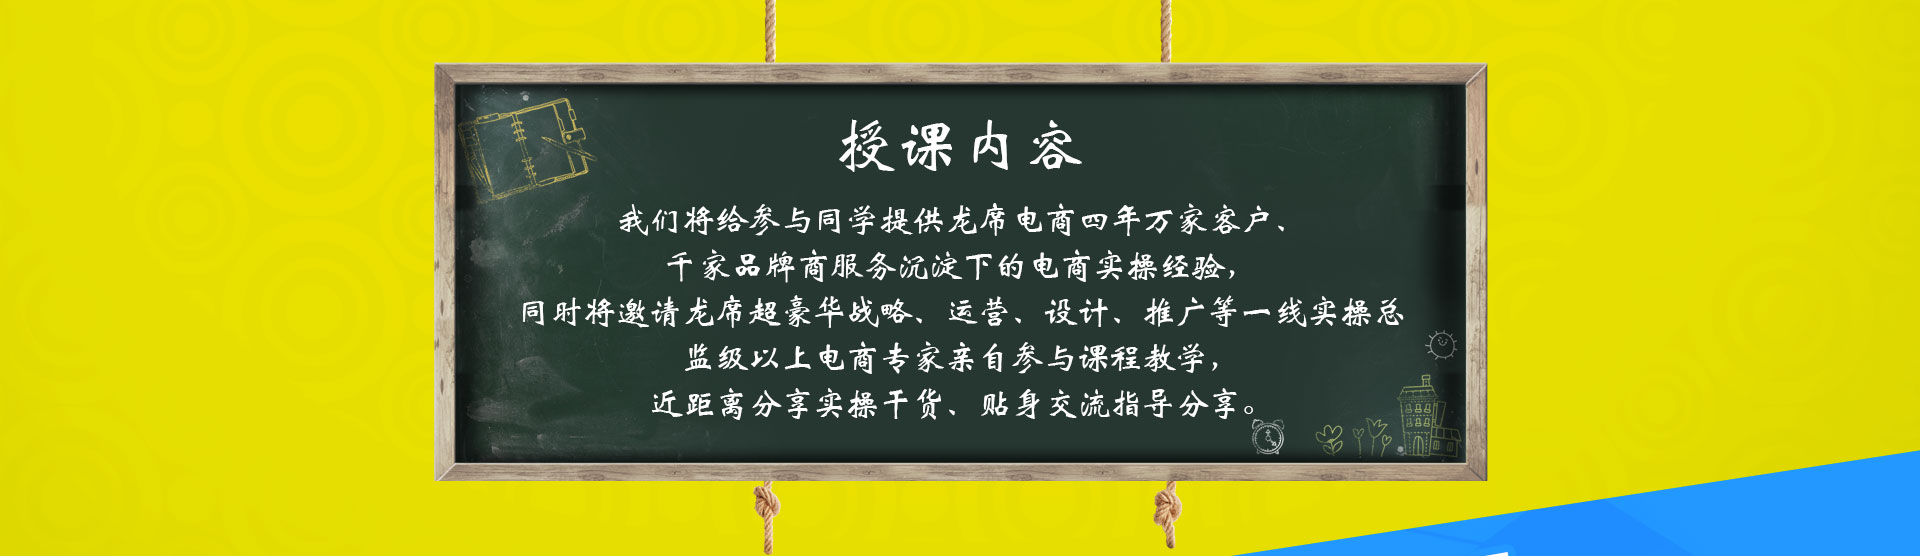 授课内容
我们将给参与同学提供龙席电商四年万家客户、
千家品牌商服务沉淀下的电商实操经验，
同时将邀请龙席超豪华战略、运营、设计、推广等一线实操总
监级以上电商专家亲自参与课程教学，
近距离分享实操干货、贴身交流指导分享。